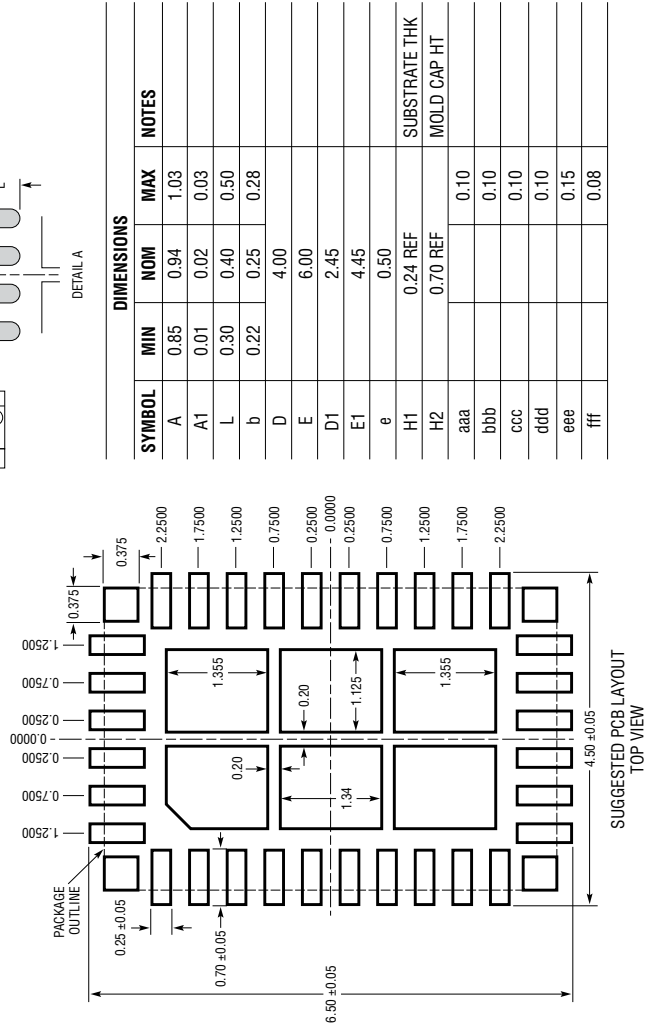 DETAIL A
DIMENSIONS
SYMBOL MIN NOM MAX NOTES
A 0.85 0.94 1.03
A1 0.01 0.02 0.03
L 0.30 0.40 0.50
b 0.22 0.25 0.28
D 4.00
E 6.00
D1 2.45
E1 4.45
e 0.50
H1 0.24 REF SUBSTRATE THK
H2 0.70 REF MOLD CAP HT
aaa 0.10
bbb 0.10
ccc 0.10
ddd 0.10
eee 0.15
fff 0.08
PACKAGE
OUTLINE
0.25 ±0.05
0.70 ±0.05
6.50 ±0.05
1.2500
0.7500
0.2500
0.0000
0.2500
0.7500
1.2500
0.375
0.375
2.2500
1.7500
1.2500
0.7500
0.2500
0.0000
0.2500
0.7500
1.2500
1.7500
2.2500
1.355
0.20
0.20
1.125
1.34
1.355
4.50 ±0.05
SUGGESTED PCB LAYOUT
TOP VIEW